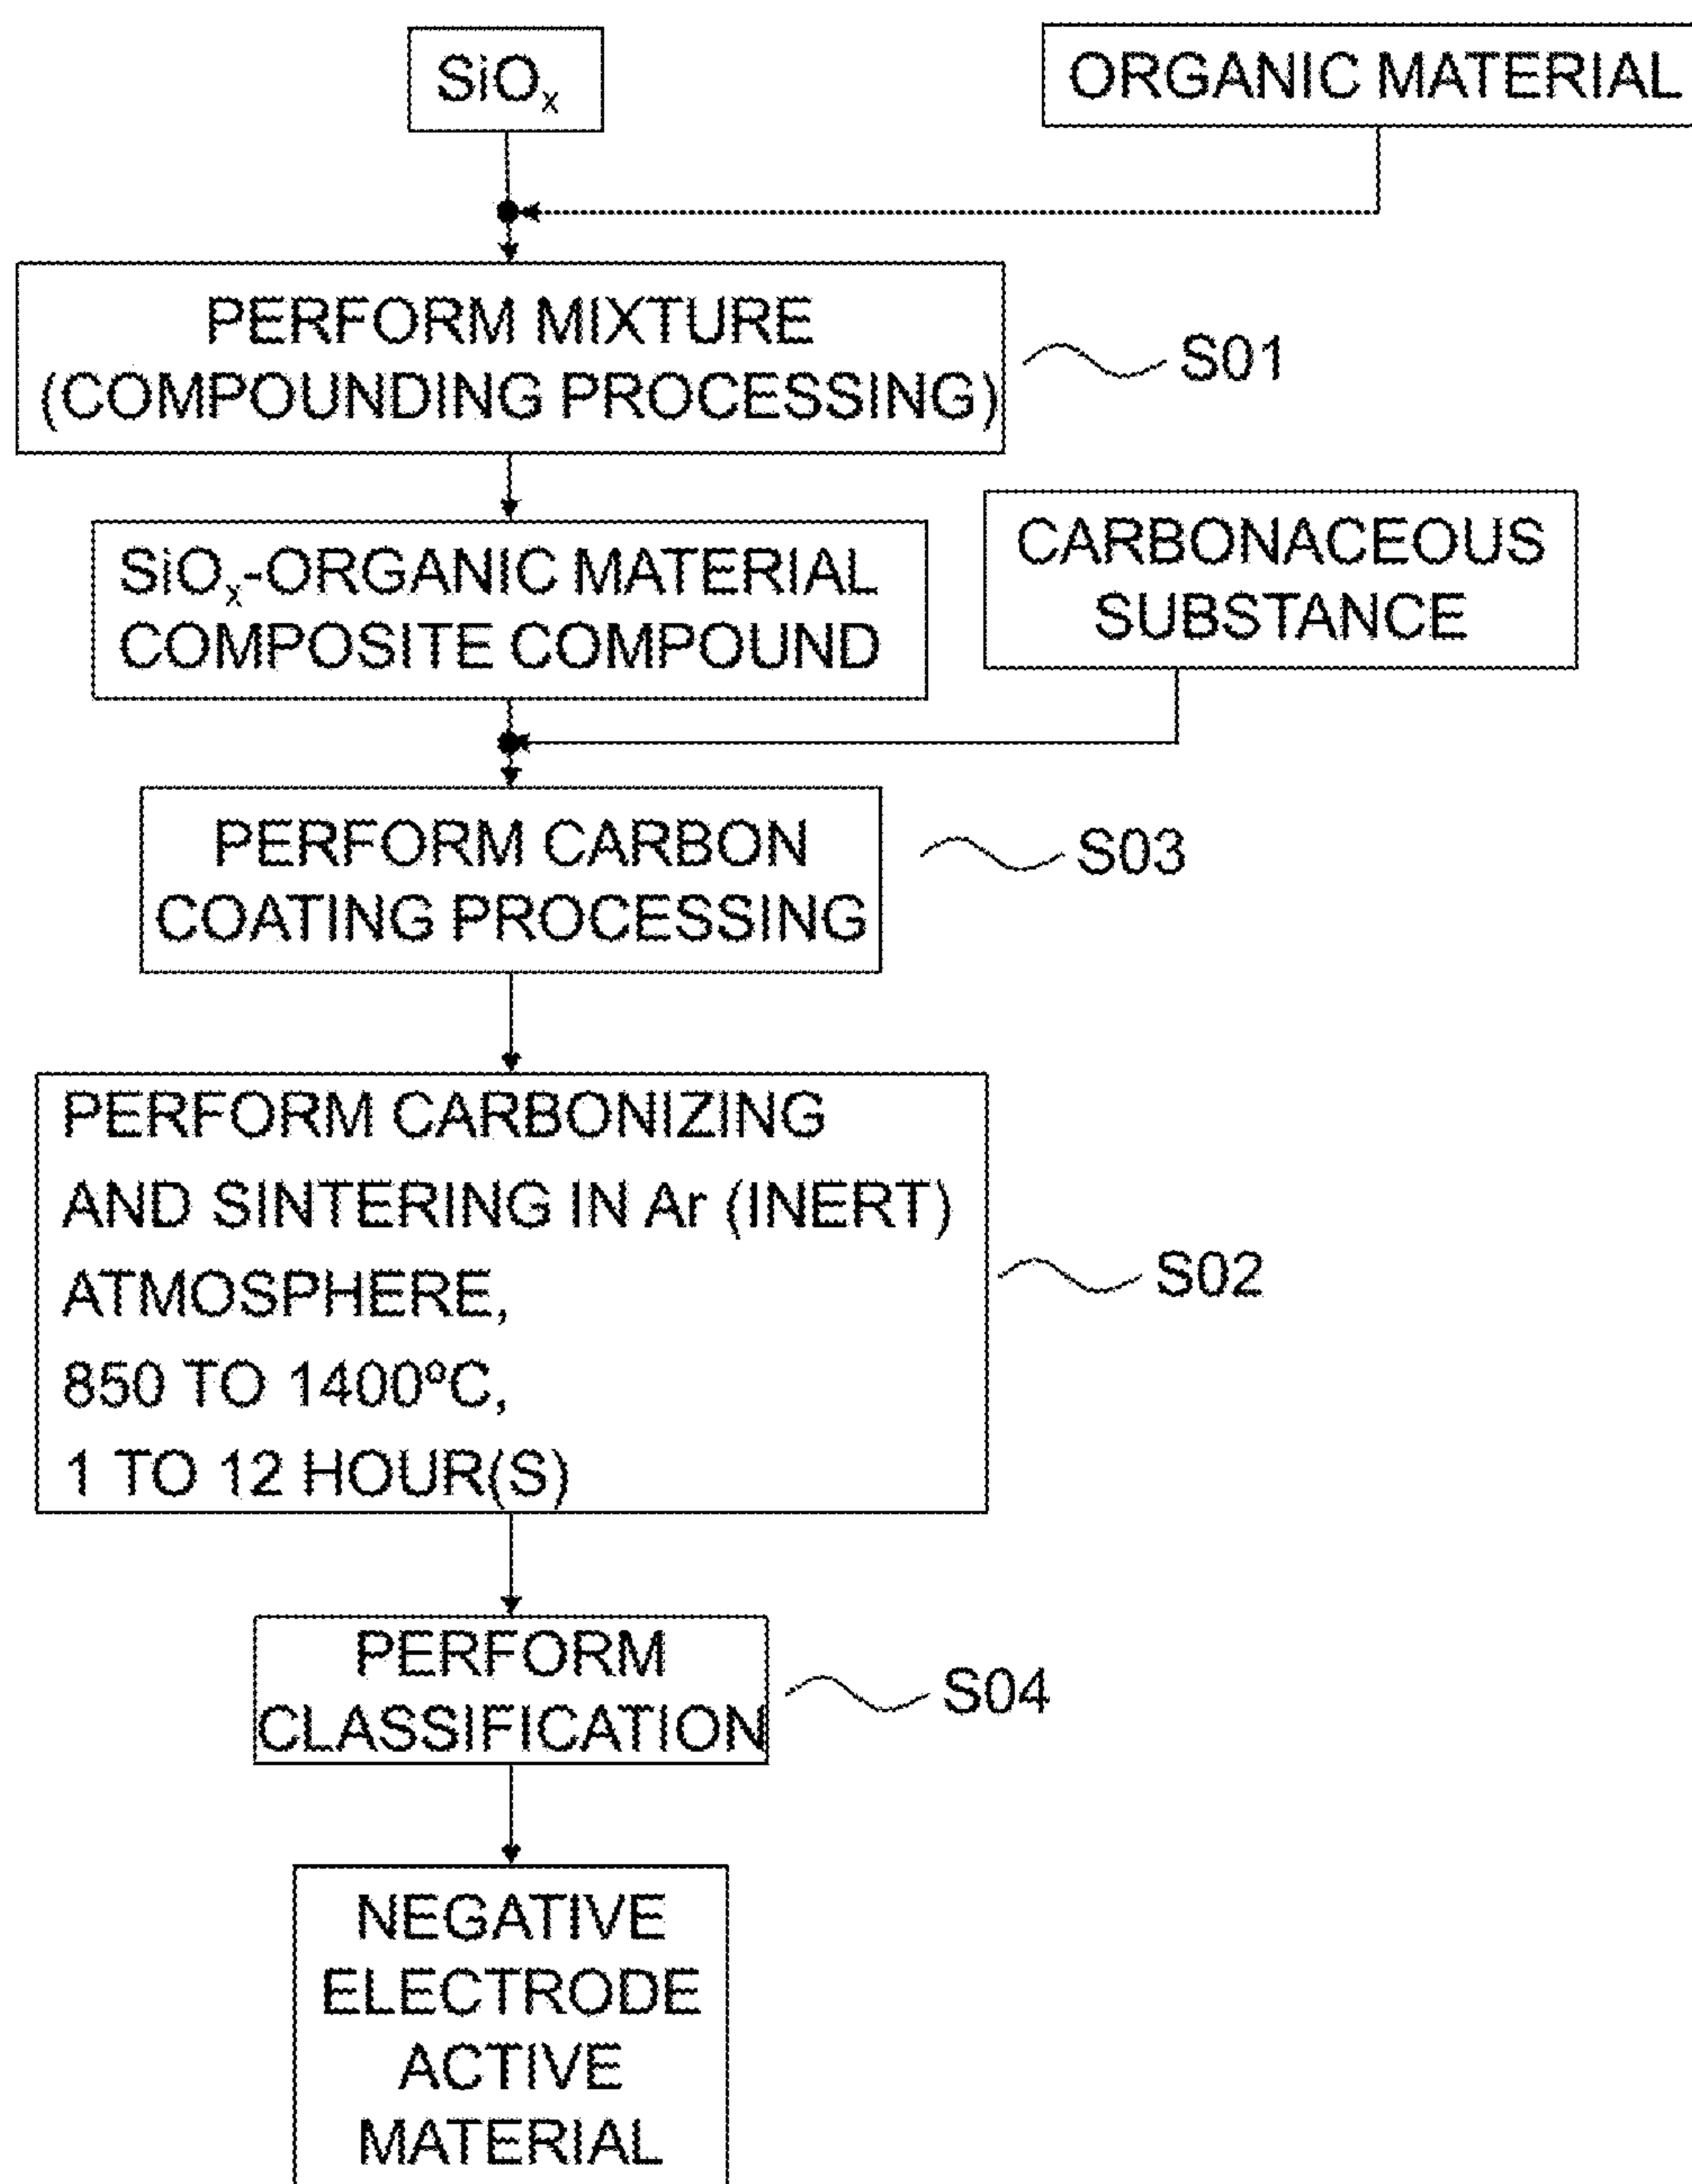 SiOx
ORGANIC MATERIAL
PERFORM MIXTURE
(COMPOUNDING PROCESSING)
S01
SiOx-ORGANIC MATERIAL
COMPOSITE COMPOUND
CARBONACEOUS
SUBSTANCE
PERFORM CARBON
COATING PROCESSING
S03
PERFORM CARBONIZING
AND SINTERING IN Ar (INERT)
ATMOSPHERE,
850 TO 1400ºC,
1 TO 12 HOUR(S)
S02
PERFORM
CLASSIFICATION
S04
NEGATIVE
ELECTRODE
ACTIVE
MATERIAL